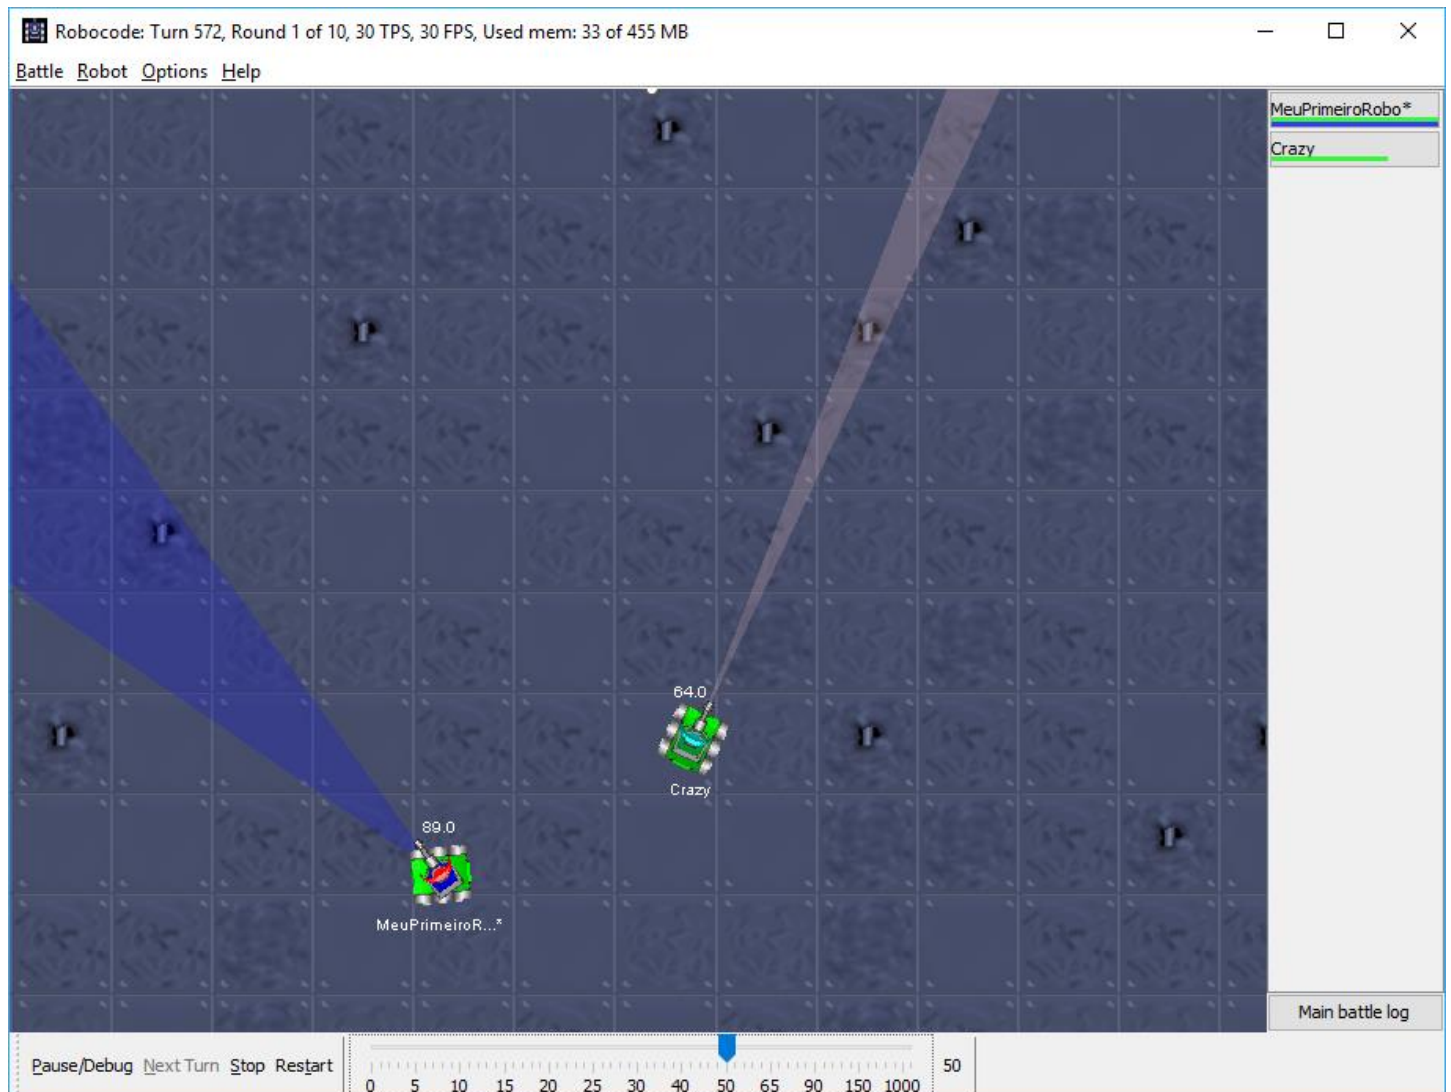 Robocode: Turn 572, Round 1 of 10, 30 TPS, 30 FPS, Used mem: 33 of 455 MB
Battle Robot Options Help
MeuPrimeiroRobo*
Crazy
64.0
Crazy
89.0
MeuPrimeiroR...*
Main battle log
Pause/Debug Next Turn Stop Restart 50
0 5 10 15 20 25 30 40 50 65 90 150 1000